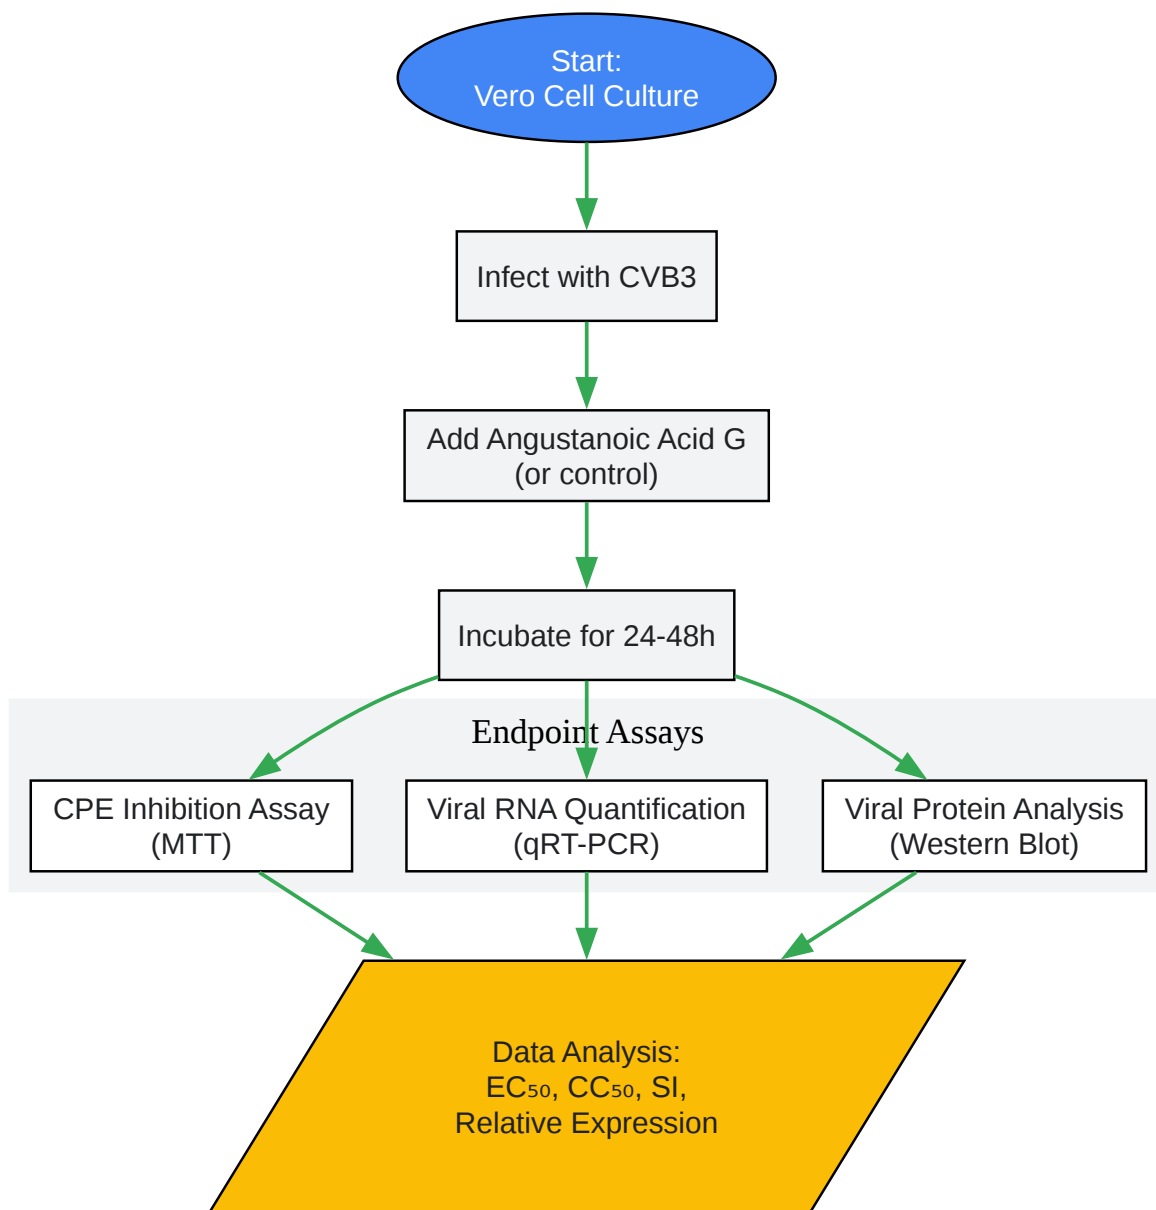 Start:
Vero Cell Culture
Infect with CVB3
Add Angustanoic Acid G
(or control)
Incubate for 24-48h
Endpoint Assays
CPE Inhibition Assay
(MTT)
Viral RNA Quantification
(qRT-PCR)
Viral Protein Analysis
(Western Blot)
Data Analysis:
EC₅₀, CC₅₀, SI,
Relative Expression